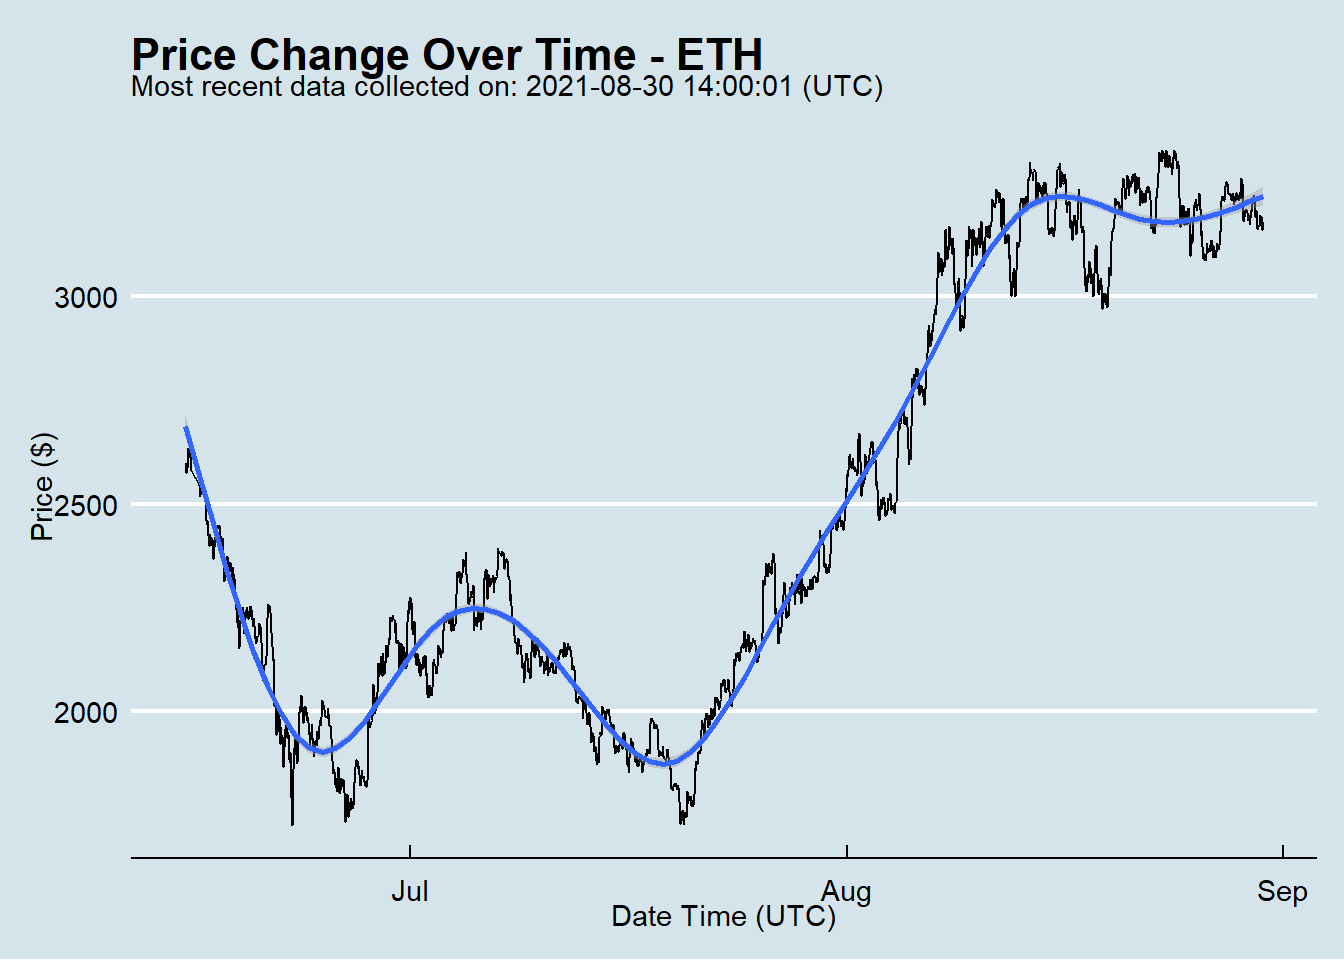 Price Change Over Time - ETH
Most recent data collected on: 2021-08-30 14:00:01 (UTC)
Price ($)
3000
2500
2000
Jul
Aug
Sep
Date Time (UTC)